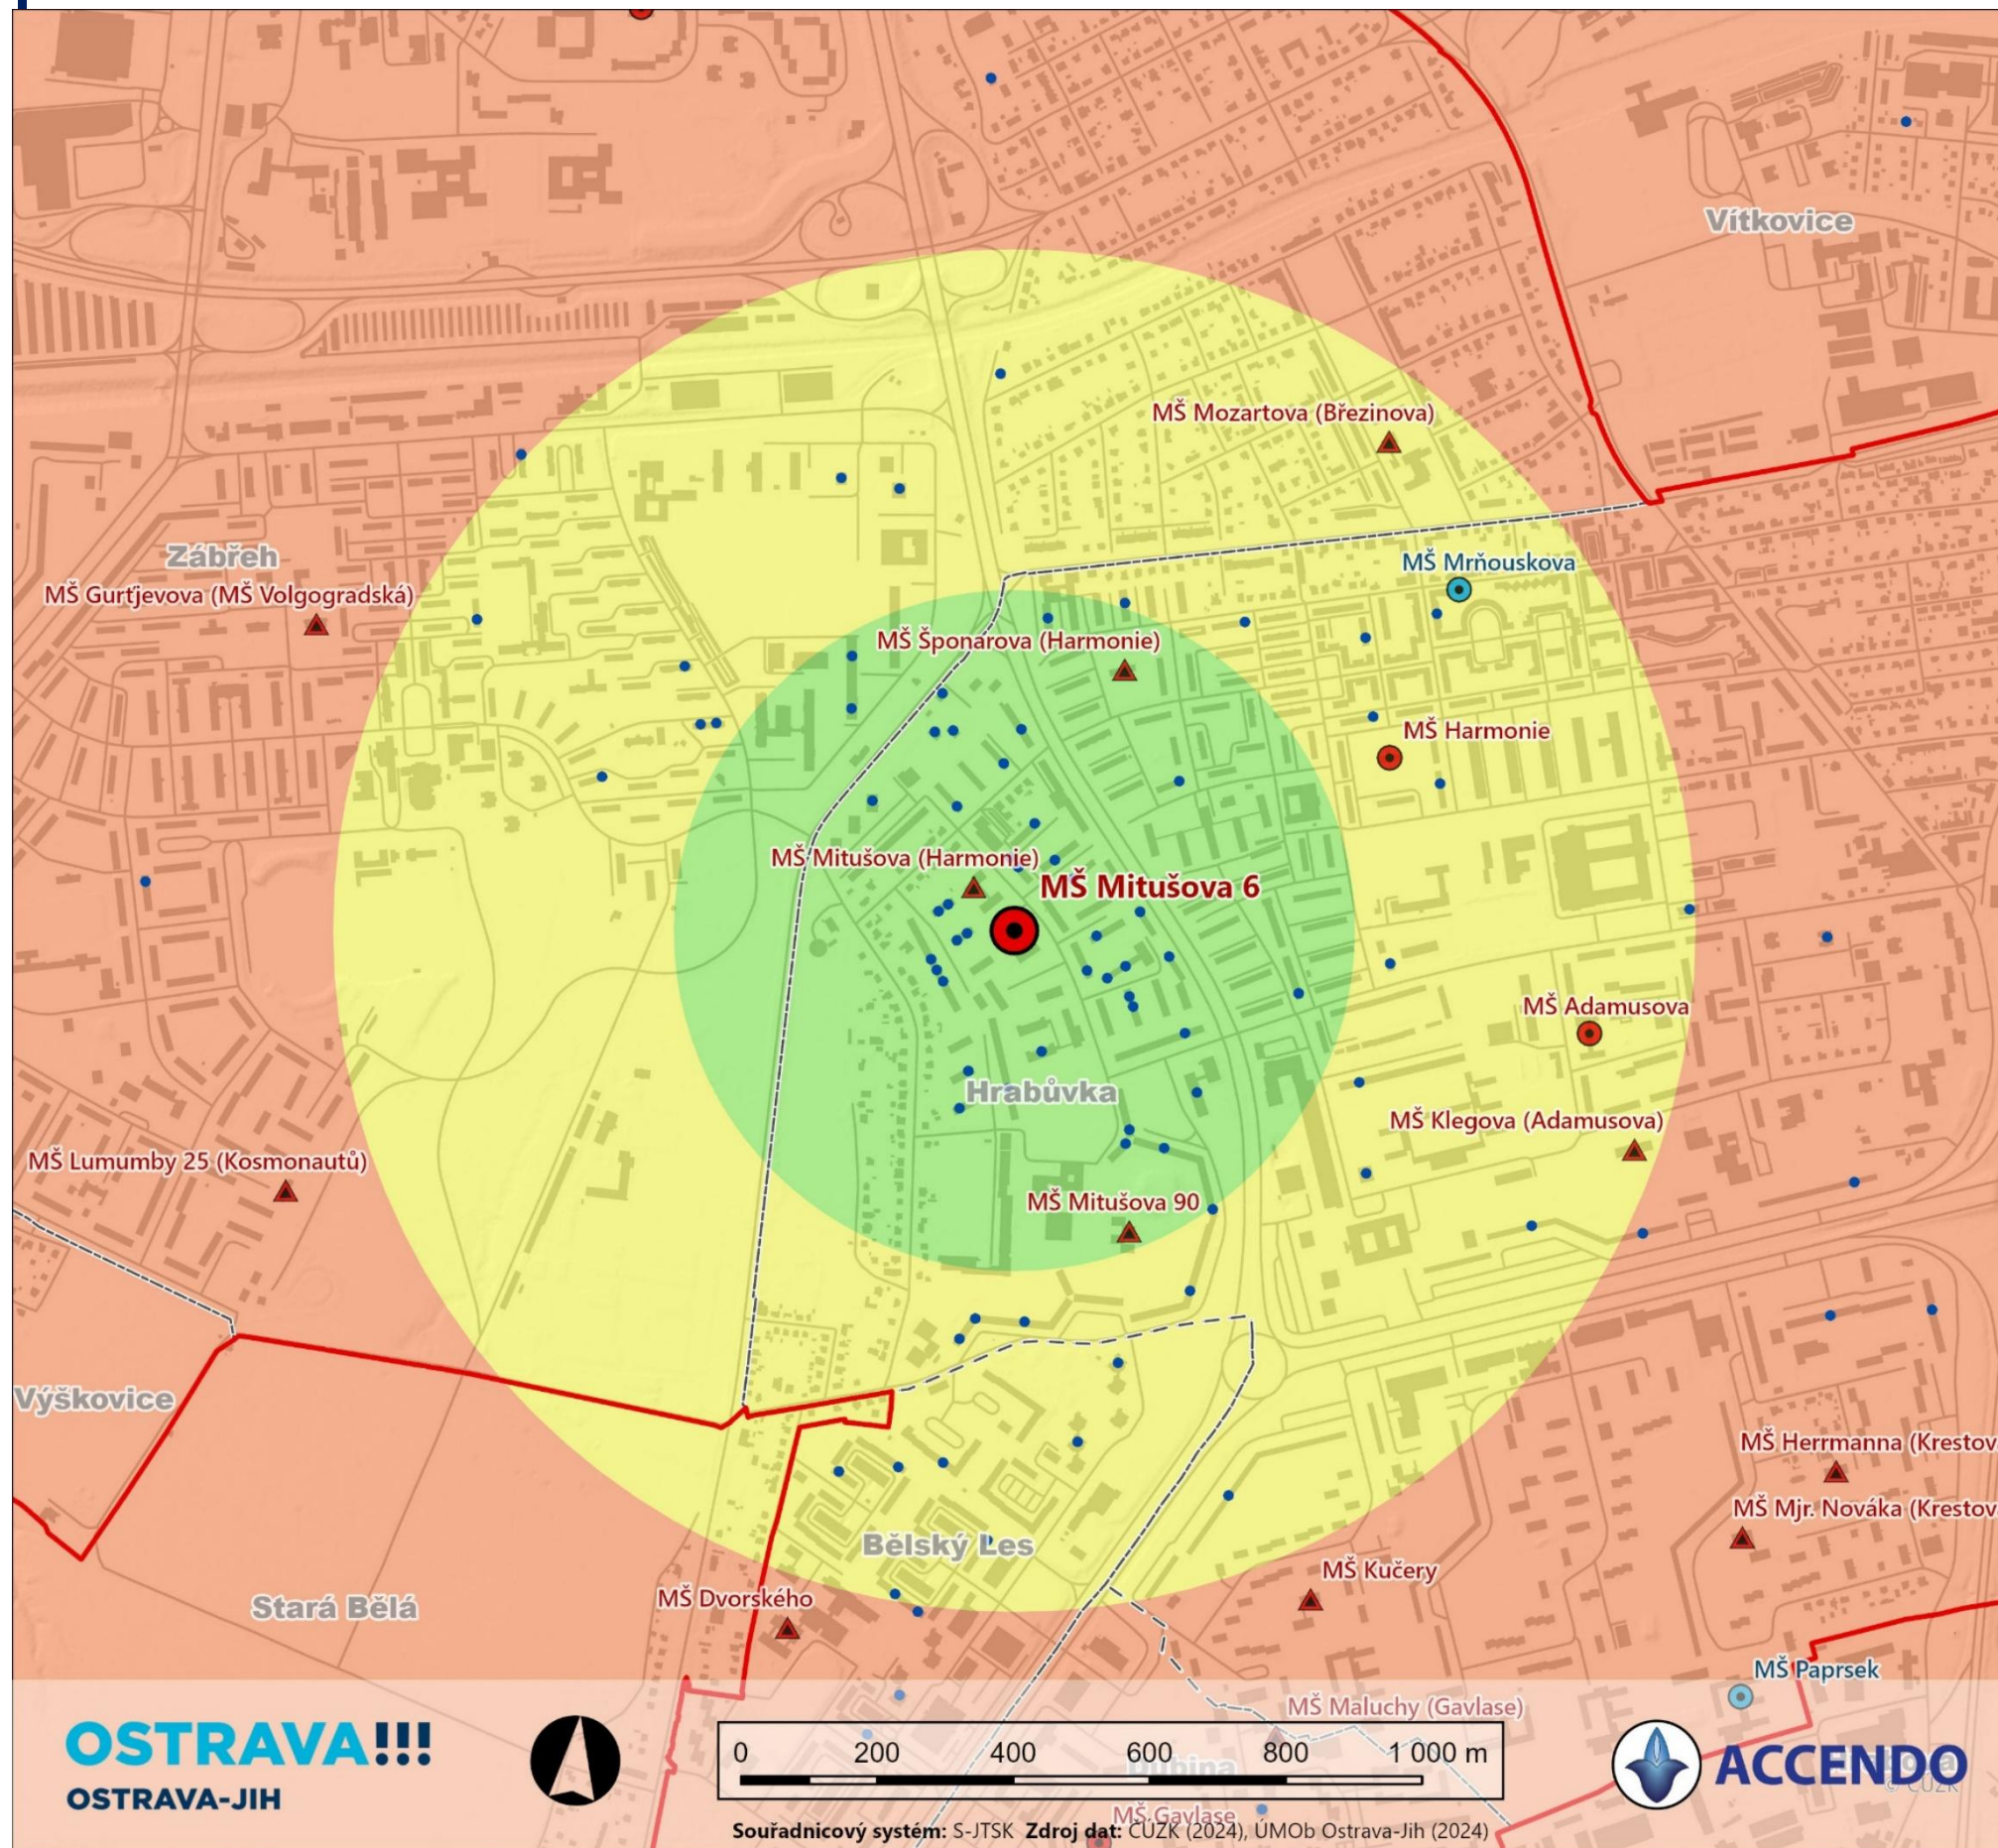 Vítkovice
MŠ Mozartova (Březinova)
Zábřeh
MŠ Mrňouskova
MŠ Gurťjevova (MŠ Volgogradská)
MŠ Šponarova (Harmonie)
MŠ Harmonie
MŠ Mitušova (Harmonie)
MŠ Mitušova 6
MŠ Adamusova
Hrabůvka
MŠ Klegova (Adamusova)
MŠ Lumumby 25 (Kosmonautů)
MŠ Mitušova 90
Výškovice
MŠ Herrmanna (Krestov
MŠ Mjr. Nováka (Krestov
Bělský Les
MŠ Kučery
MŠ Dvorského
Stará Bělá
MŠ Paprsek
MŠ Maluchy (Gavlase)
OSTRAVA!!!
OSTRAVA-JIH
0 200 400 600 800 1 000 m
Dubina
ACCENDO
© ČÚZK
MŠ Gavlase
Souřadnicový systém: S-JTSK Zdroj dat: ČÚZK (2024), ÚMOb Ostrava-Jih (2024)